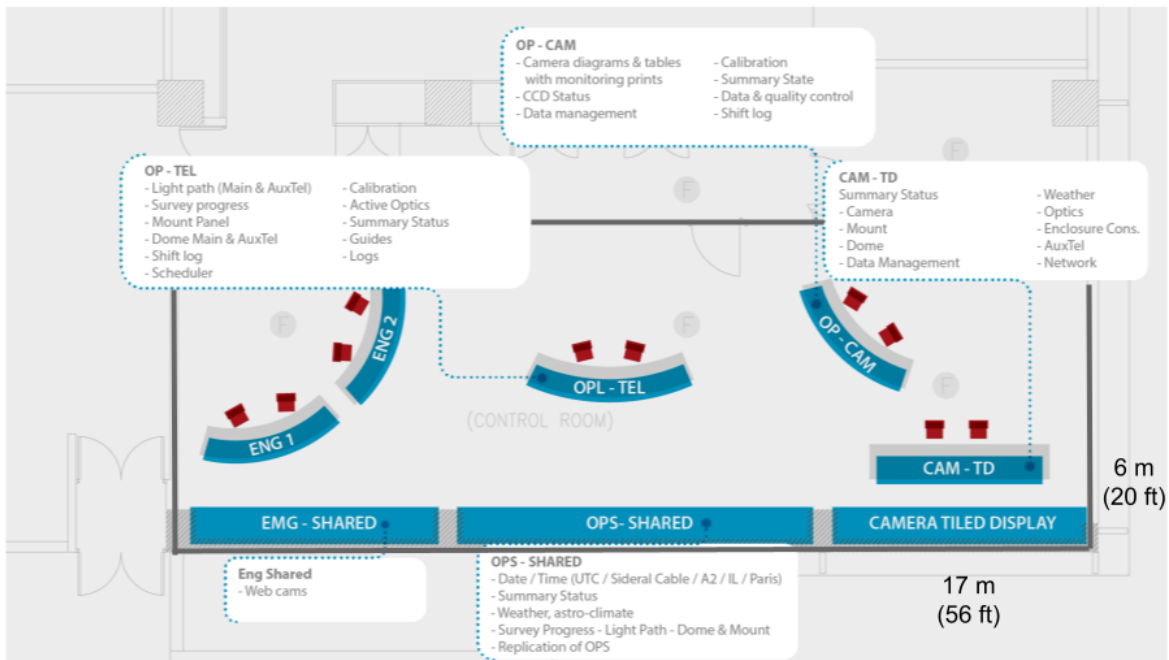 OP - CAM
- Camera diagrams & tables
with monitoring prints
- CCD Status
- Data management
- Calibration
- Summary State
- Data & quality control
- Shift log
OP - TEL
- Light path (Main & AuxTel)
- Survey progress
- Mount Panel
- Dome Main & AuxTel
- Shift log
- Scheduler
- Calibration
- Active Optics
- Summary Status
- Guides
- Logs
CAM - TD
Summary Status
- Camera
- Mount
- Dome
- Data Management
- Weather
- Optics
- Enclosure Cons.
- AuxTel
- Network
F
F
F
F
F
ENG 2
ENG 1
OPL - TEL
(CONTROL ROOM)
OP - CAM
CAM - TD
6 m
(20 ft)
EMG - SHARED
OPS- SHARED
CAMERA TILED DISPLAY
Eng Shared
- Web cams
OPS - SHARED
- Date / Time (UTC / Sideral Cable / A2 / IL / Paris)
- Summary Status
- Weather, astro-climate
- Survey Progress - Light Path - Dome & Mount
- Replication of OPS
17 m
(56 ft)